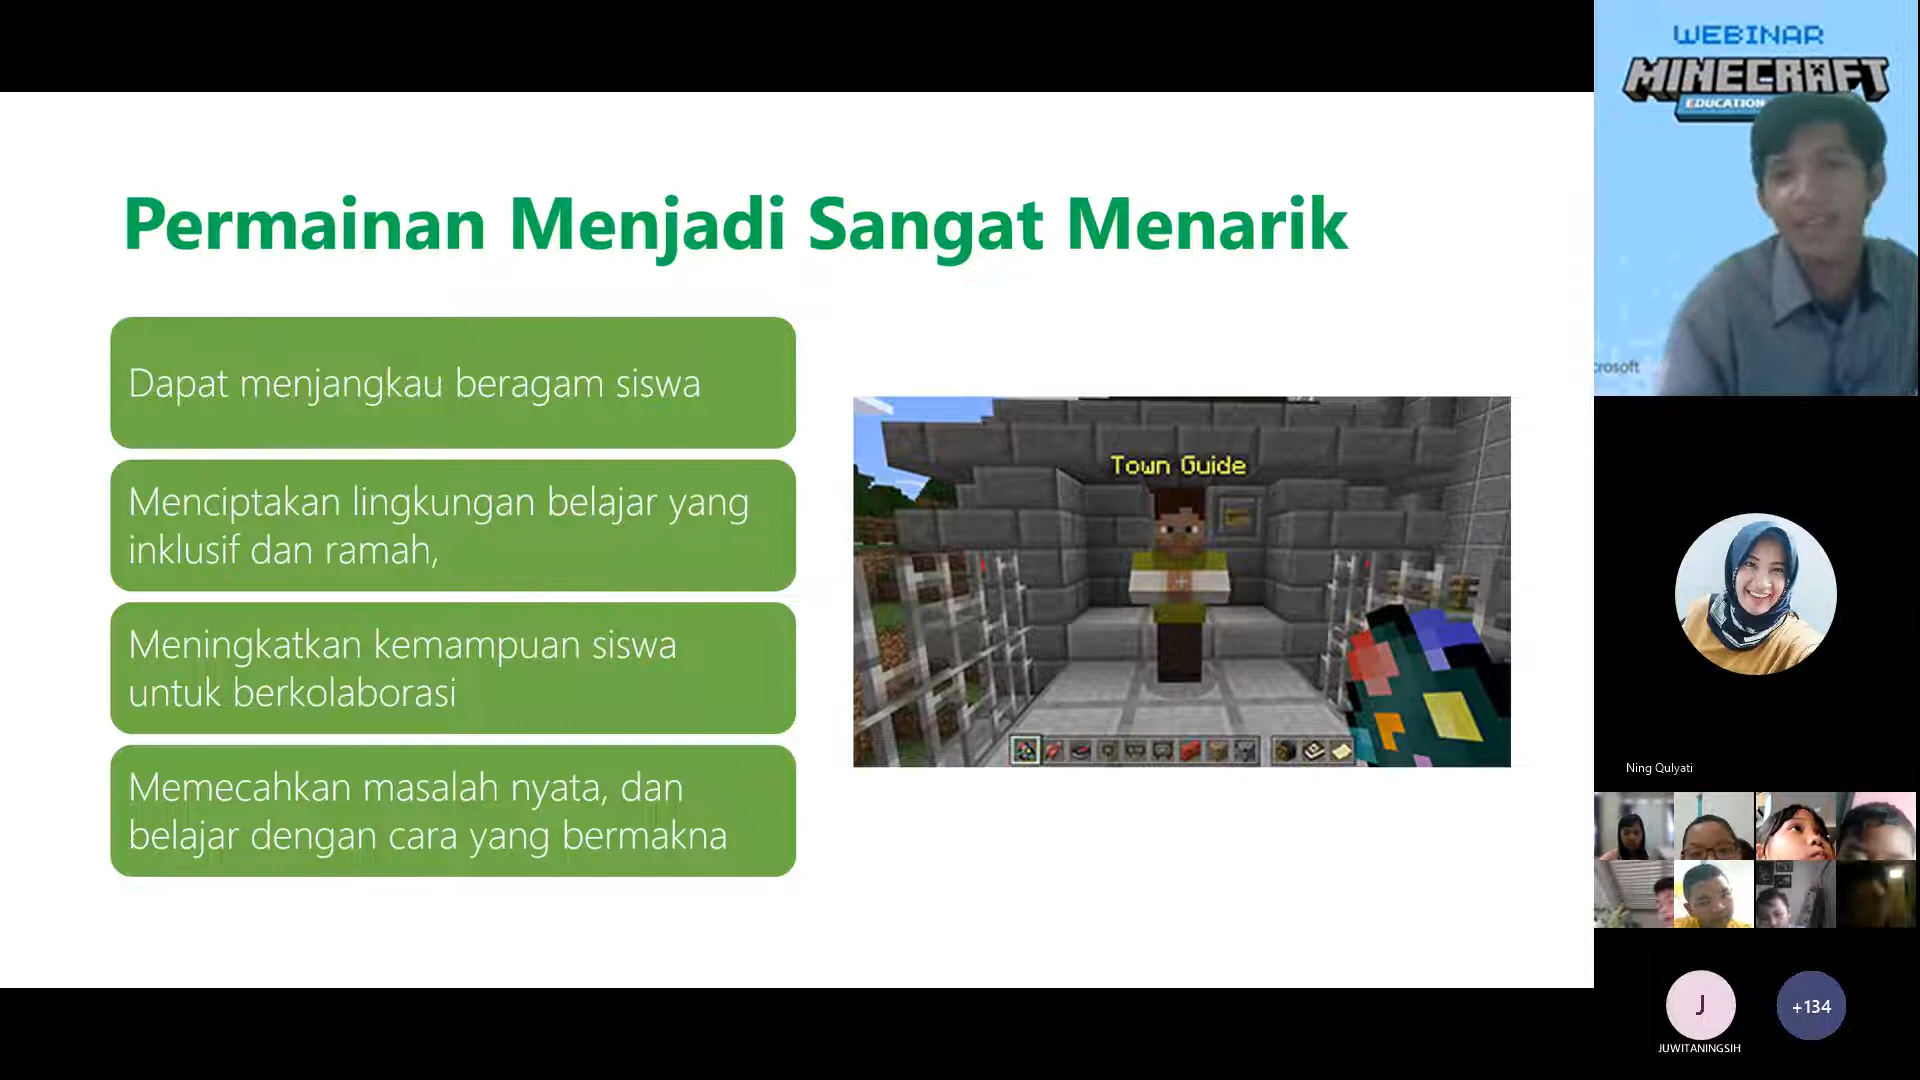 Permainan Menjadi Sangat Menarik
Dapat menjangkau beragam siswa
Menciptakan lingkungan belajar yang
inklusif dan ramah,
Meningkatkan kemampuan siswa
untuk berkolaborasi
Memecahkan masalah nyata, dan
belajar dengan cara yang bermakna
Town Guide
WEBINAR
MINECRAFT
EDUCATION
crosoft
Ning Qulyati
J
+134
JUWITANINGSIH